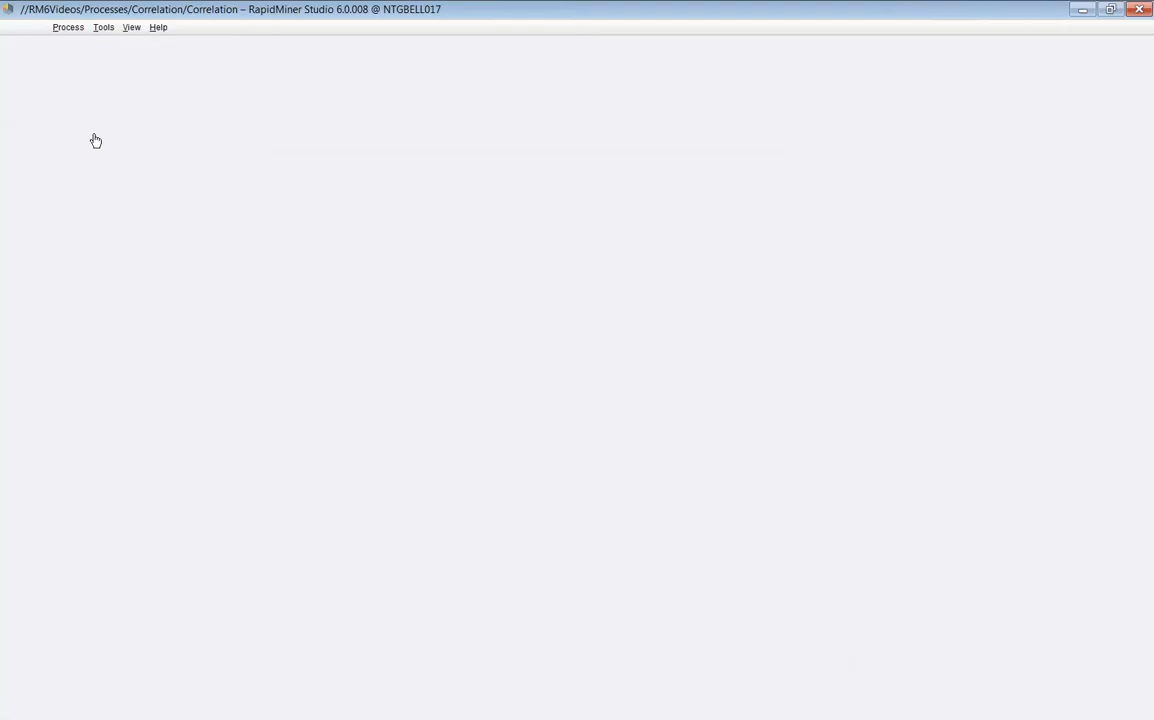 //RM6Videos/Processes/Correlation/Correlation – RapidMiner Studio 6.0.008 @ NTGBELL017
Process Tools View Help